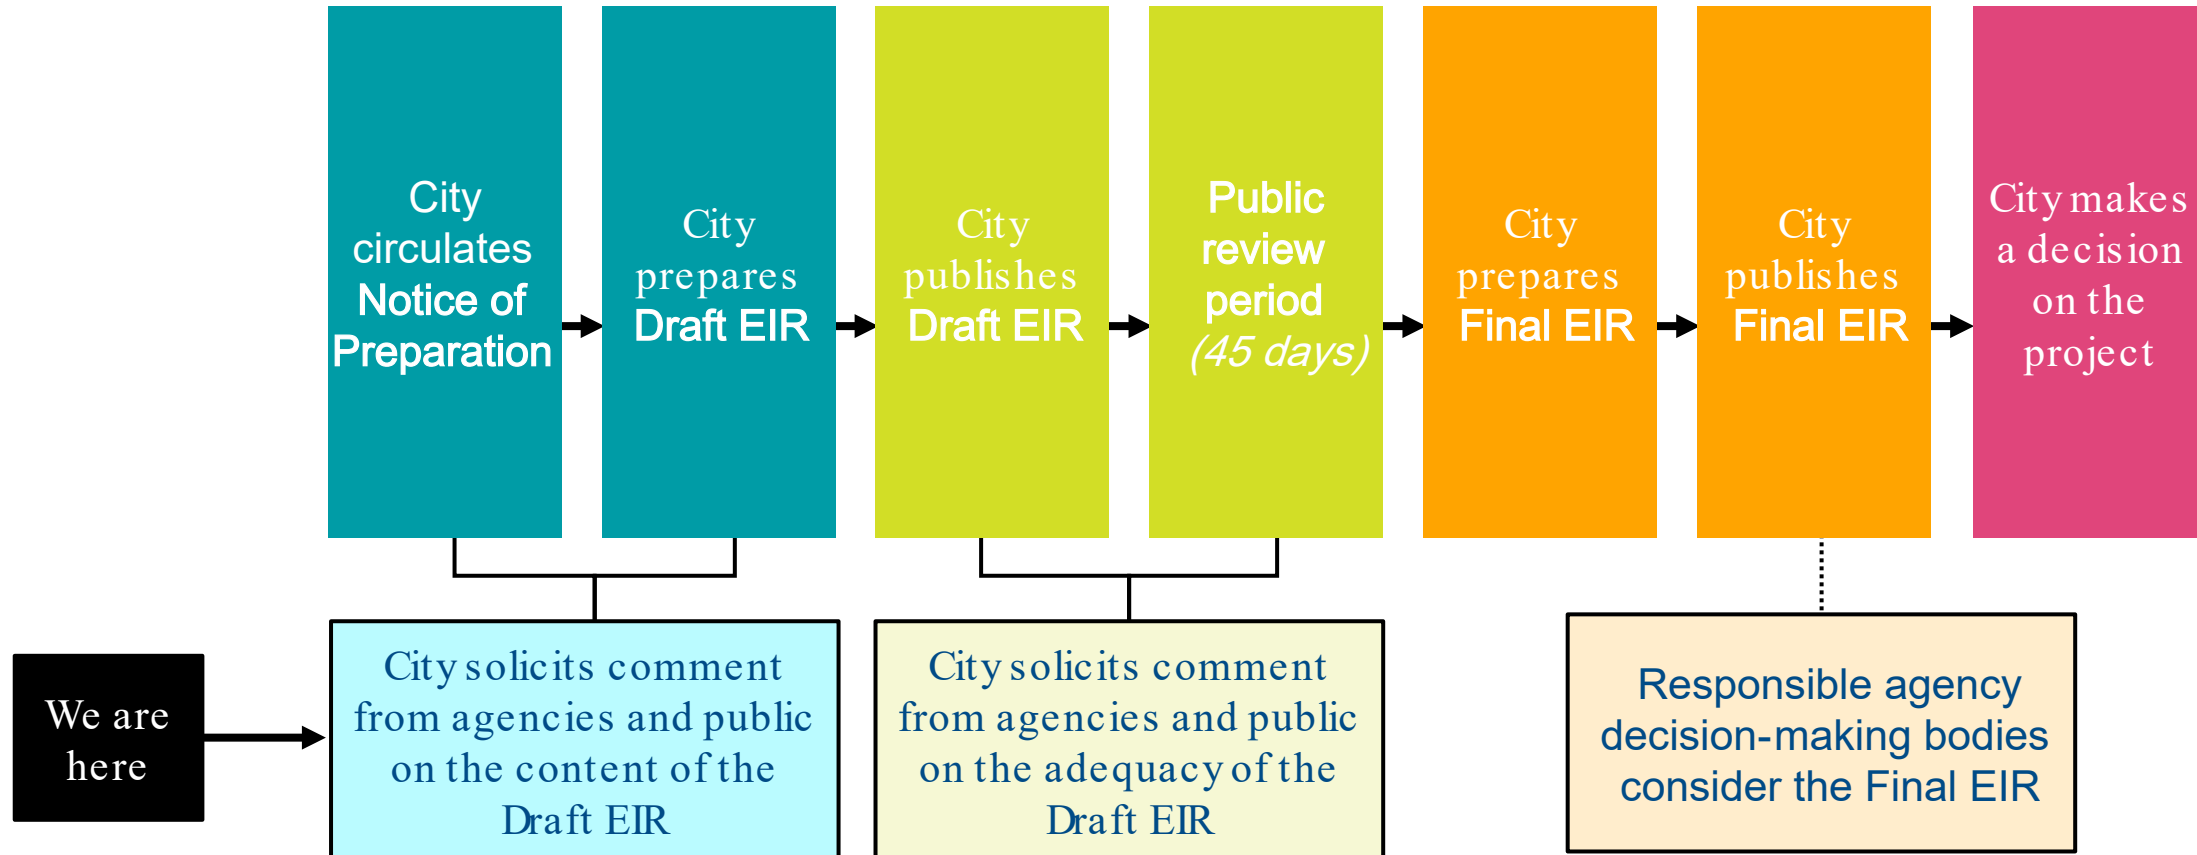 City
circulates
Notice of
Preparation
City
prepares
Draft EIR
City
publishes
Draft EIR
Public
review
period
(45 days)
City
prepares
Final EIR
City
publishes
Final EIR
City makes
a decision
on the
project
We are
here
City solicits comment
from agencies and public
on the content of the
Draft EIR
City solicits comment
from agencies and public
on the adequacy of the
Draft EIR
Responsible agency
decision-making bodies
consider the Final EIR